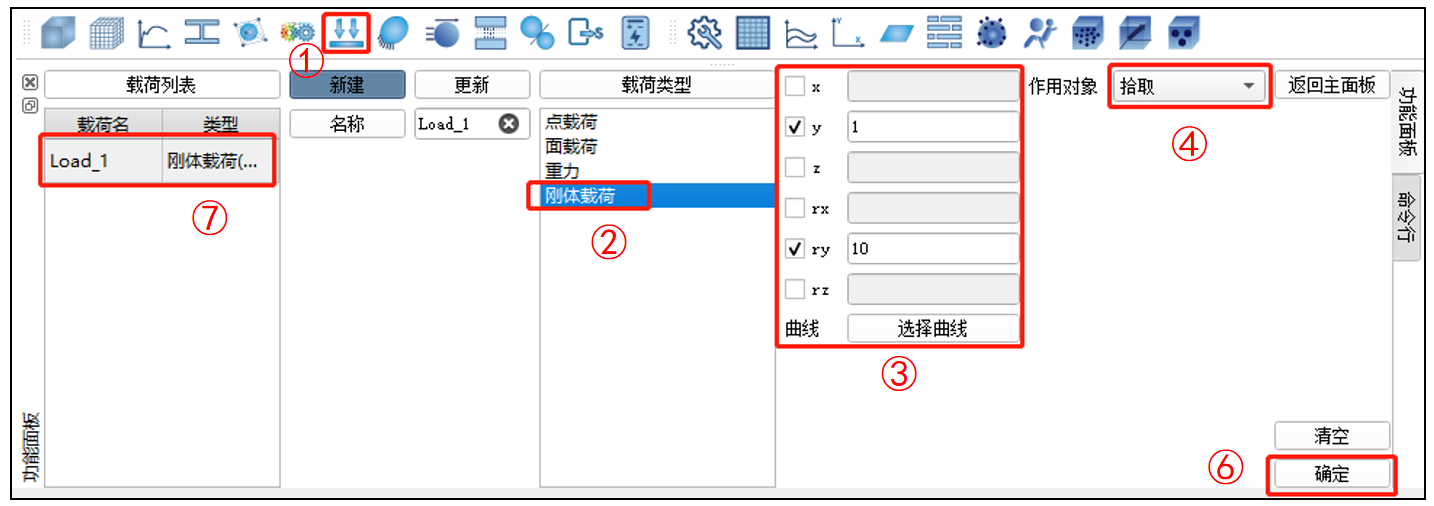 ①
载荷列表 新建 更新 载荷类型 x 作用对象 拾取 返回主面板
载荷名 类型 名称 Load_1
Load_1 刚体载荷(...
⑦
点载荷
面载荷
重力
刚体载荷
②
y 1
z
rx
ry 10
rz
曲线 选择曲线
③
④
清空
⑥ 确定
功能面板
功能面板
命令行